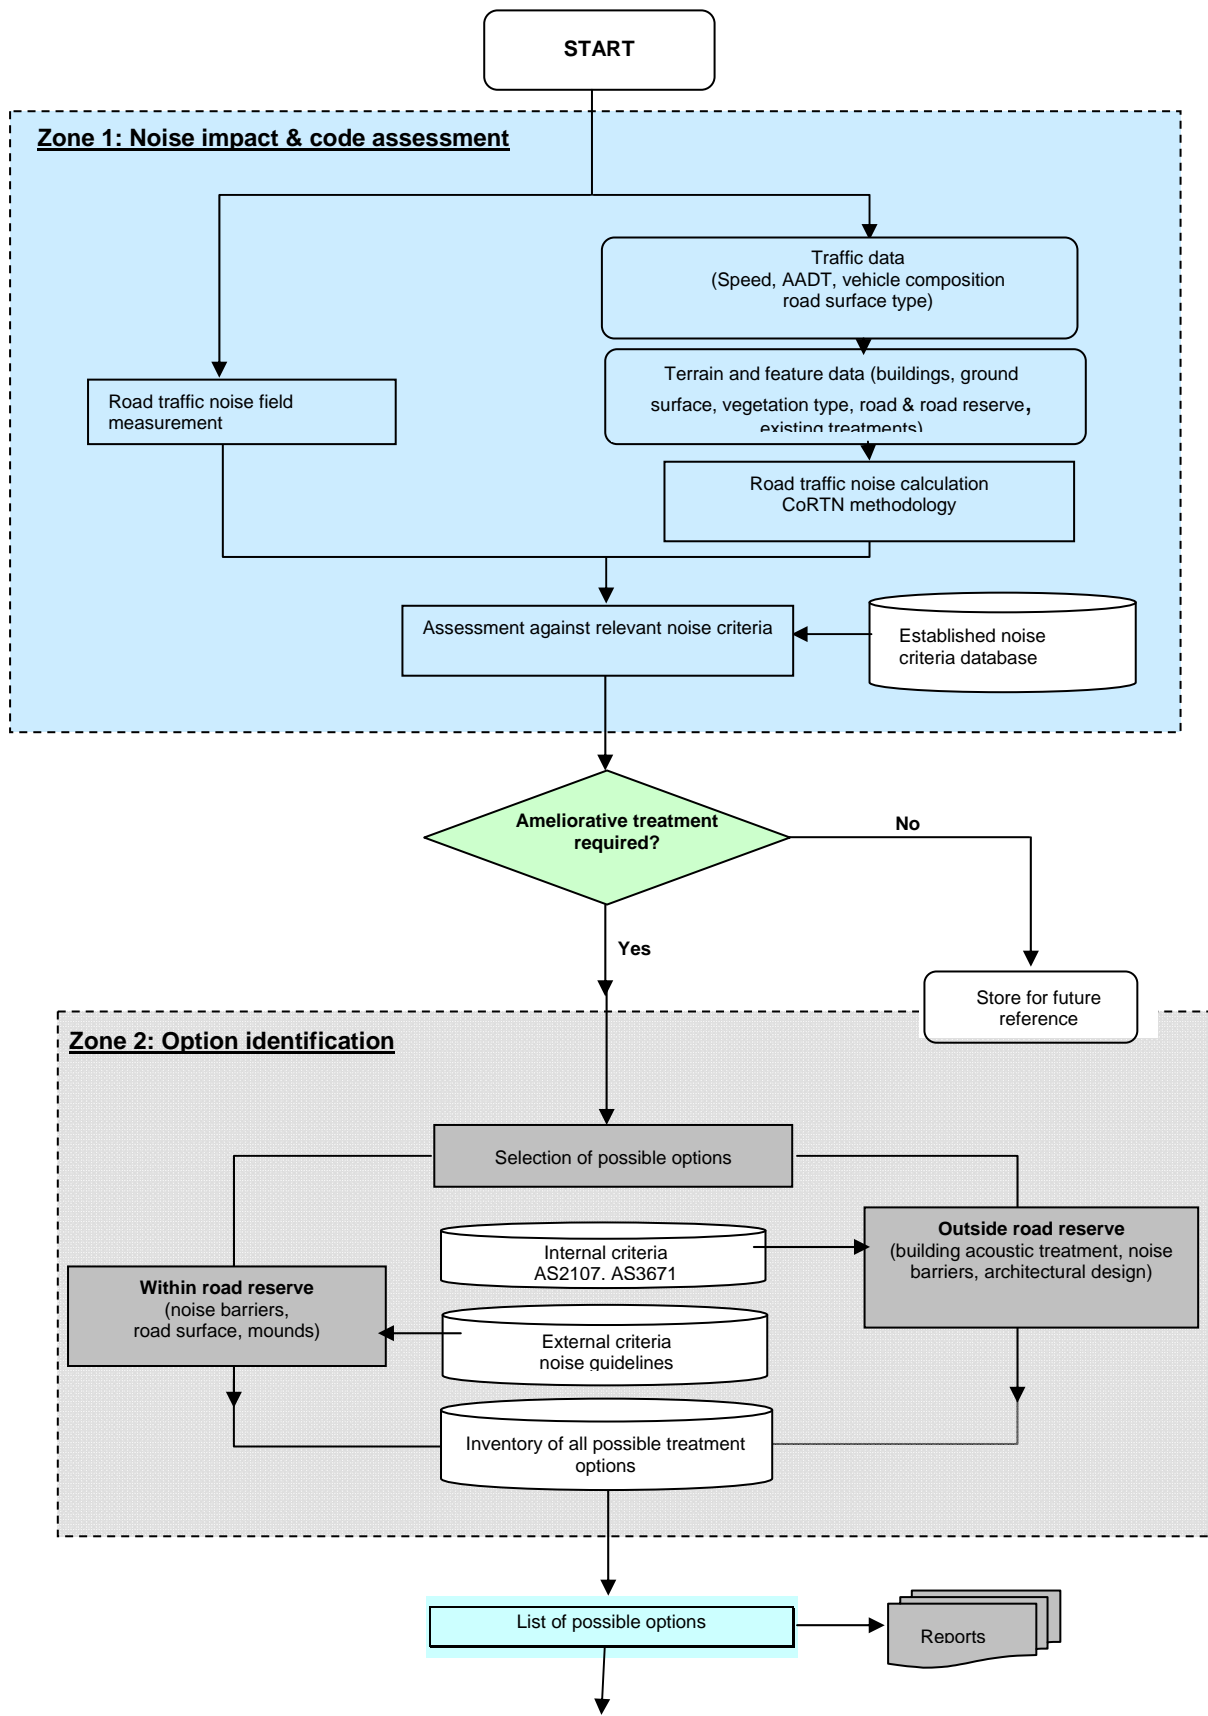 START
Zone 1: Noise impact & code assessment
Traffic data
(Speed, AADT, vehicle composition
road surface type)
Terrain and feature data (buildings, ground
surface, vegetation type, road & road reserve,
existing treatments)
Road traffic noise field
measurement
Road traffic noise calculation
CoRTN methodology
Assessment against relevant noise criteria
Established noise
criteria database
Ameliorative treatment
required?
No
Yes
Store for future
reference
Zone 2: Option identification
Selection of possible options
Internal criteria
AS2107. AS3671
Outside road reserve
(building acoustic treatment, noise
barriers, architectural design)
Within road reserve
(noise barriers,
road surface, mounds)
External criteria
noise guidelines
Inventory of all possible treatment
options
List of possible options
Reports